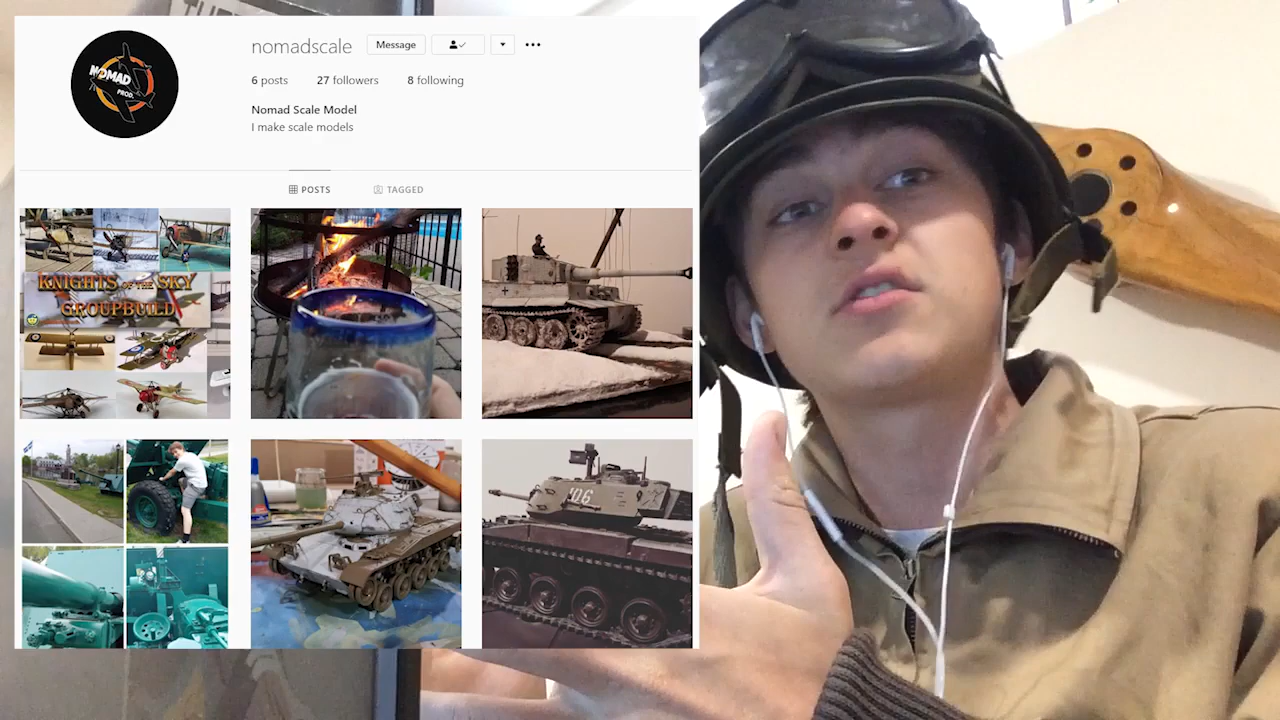 nomadscale
Message
6 posts
27 followers
8 following
Nomad Scale Model
I make scale models
NOMAD
PROD.
POSTS
TAGGED
KNIGHTS OF THE SKY
GROUPBUILD
106